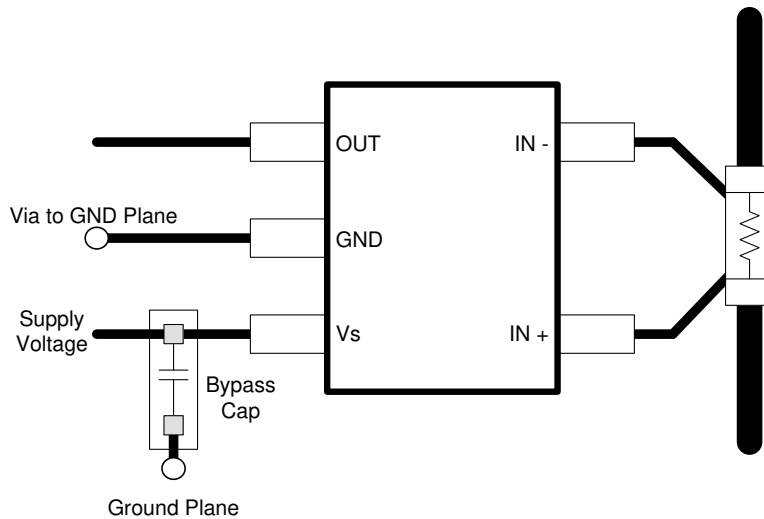 OUT
IN -
Via to GND Plane
GND
Supply
Voltage
Vs
IN +
Bypass
Cap
Ground Plane